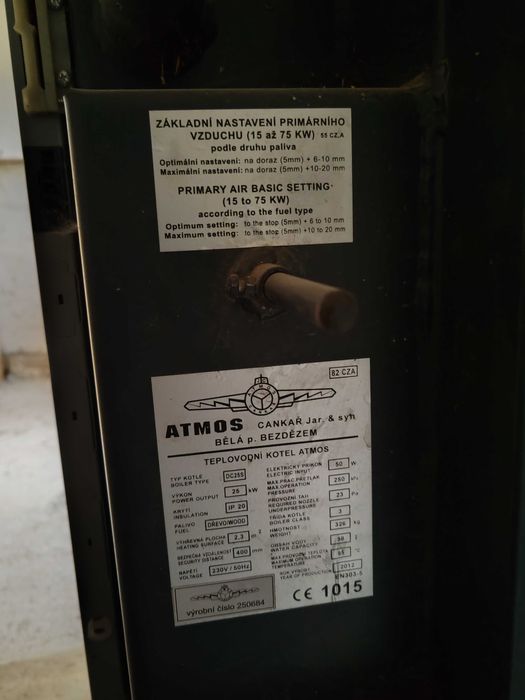 ZÁKLADNÍ NASTAVENÍ PRIMÁRNÍHO
VZDUCHU (15 až 75 KW) 55 CZ,A
podle druhu paliva
Optimální nastavení: na doraz (5mm) + 6-10 mm
Maximální nastavení: na doraz (5mm) +10-20 mm
PRIMARY AIR BASIC SETTING
(15 to 75 KW)
according to the fuel type
Optimum setting: to the stop (5mm) + 6 to 10 mm
Maximum setting: to the stop (5mm) +10 to 20 mm
82 CZA
ATMOS
ATMOS CANKAŘ Jar. & syn
BĚLÁ p. BEZDĚZEM
TEPLOVODNÍ KOTEL ATMOS
TYP KOTLE
BOILER TYPE DC25S
VÝKON
POWER OUTPUT 25 kW
KRYTÍ
INSULATION IP 20
PALIVO
FUEL DŘEVO/WOOD
VÝHŘEVNÁ PLOCHA
HEATING SURFACE 2,3 m2
BEZPEČNÁ VZDÁLENOST
SECURITY DISTANCE 400 mm
NAPĚTÍ
VOLTAGE 230V / 50Hz
ELEKTRICKÝ PŘÍKON
ELECTRIC INPUT 50 W
MAX.PRAC.PŘETLAK
MAX.OPERATION
PRESSURE 250
PROVOZNÍ TAH
REQUIRED NOZZLE
UNDERPRESSURE 23 Pa
TŘÍDA KOTLE
BOILER CLASS 3
HMOTNOST
WEIGHT 326 kg
OBSAH VODY
WATER CAPACITY
MAX PROVOZNÍ TEPLOTA
MAXIMUM OPERATION
TEMPERATURE
ROK VÝROBY
YEAR OF PRODUCTION 2012
EN303-5
CE 1015
výrobní číslo 250684